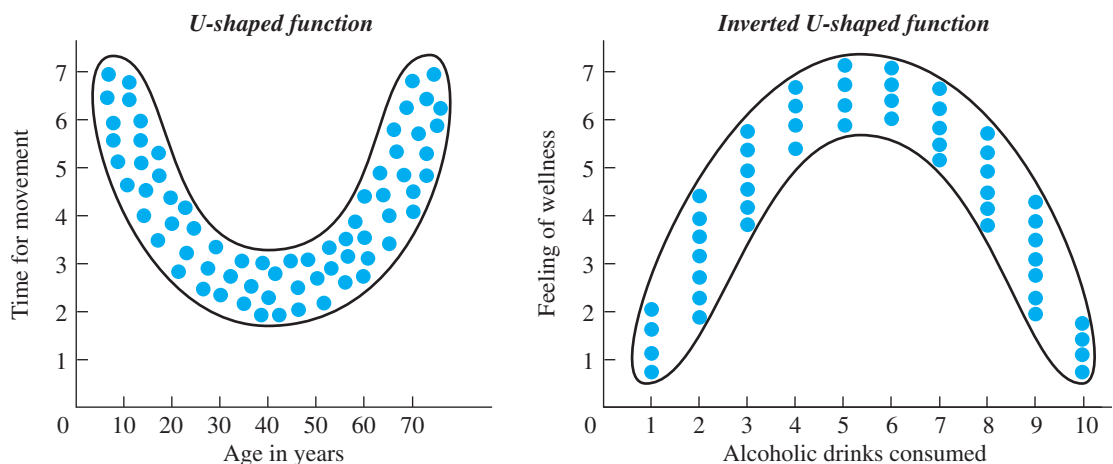 U-shaped function
7
6
5
4
3
2
1
0
10 20 30 40 50 60 70
Time for movement
Age in years
Inverted U-shaped function
7
6
5
4
3
2
1
0
1 2 3 4 5 6 7 8 9 10
Feeling of wellness
Alcoholic drinks consumed